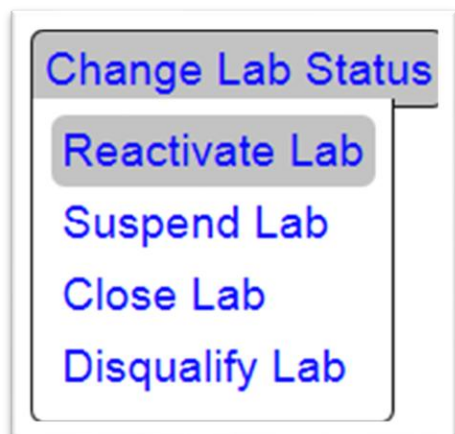 Change Lab Status
Reactivate Lab
Suspend Lab
Close Lab
Disqualify Lab